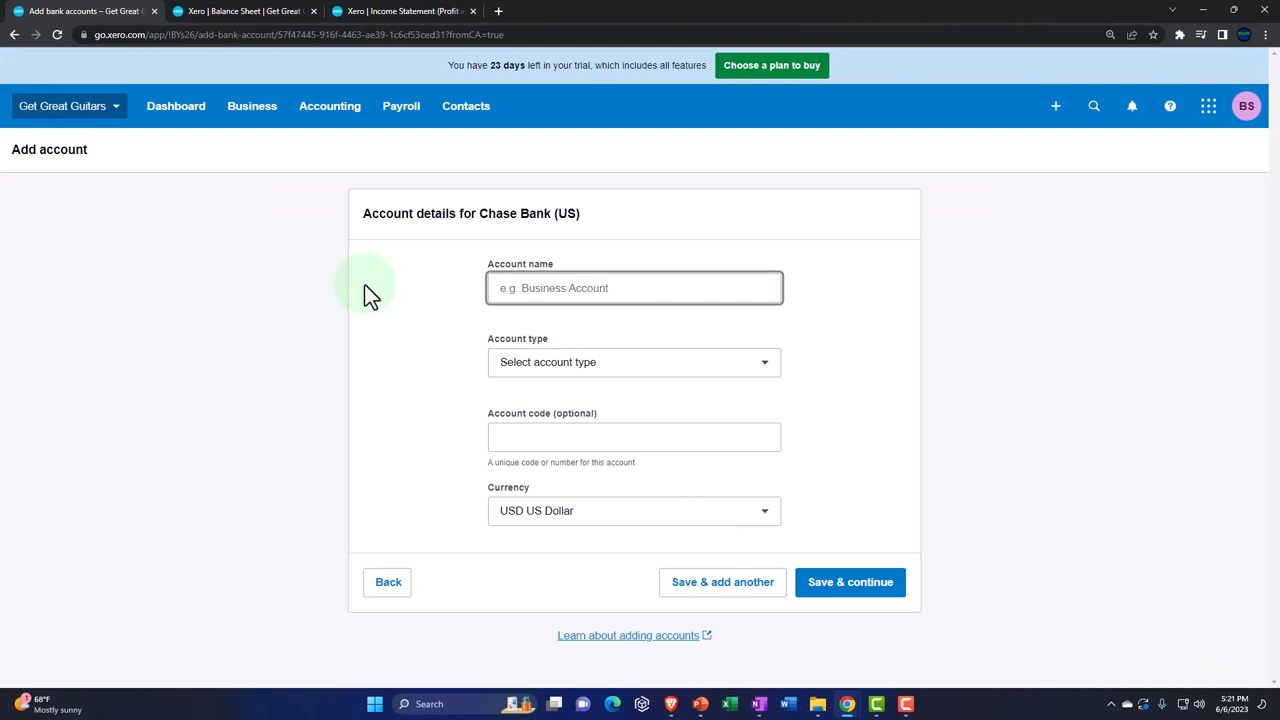 Add bank accounts – Get Great G
Xero | Balance Sheet | Get Great
Xero | Income Statement (Profit a
go.xero.com/app/!BYs26/add-bank-account/57f47445-916f-4463-ae39-1c6cf53ced31?fromCA=true
You have 23 days left in your trial, which includes all features
Choose a plan to buy
Get Great Guitars
Dashboard
Business
Accounting
Payroll
Contacts
BS
Add account
Account details for Chase Bank (US)
Account name
e.g. Business Account
Account type
Select account type
Account code (optional)
A unique code or number for this account
Currency
USD US Dollar
Back
Save & add another
Save & continue
Learn about adding accounts
1
68°F
Mostly sunny
Search
5:21 PM
6/6/2023